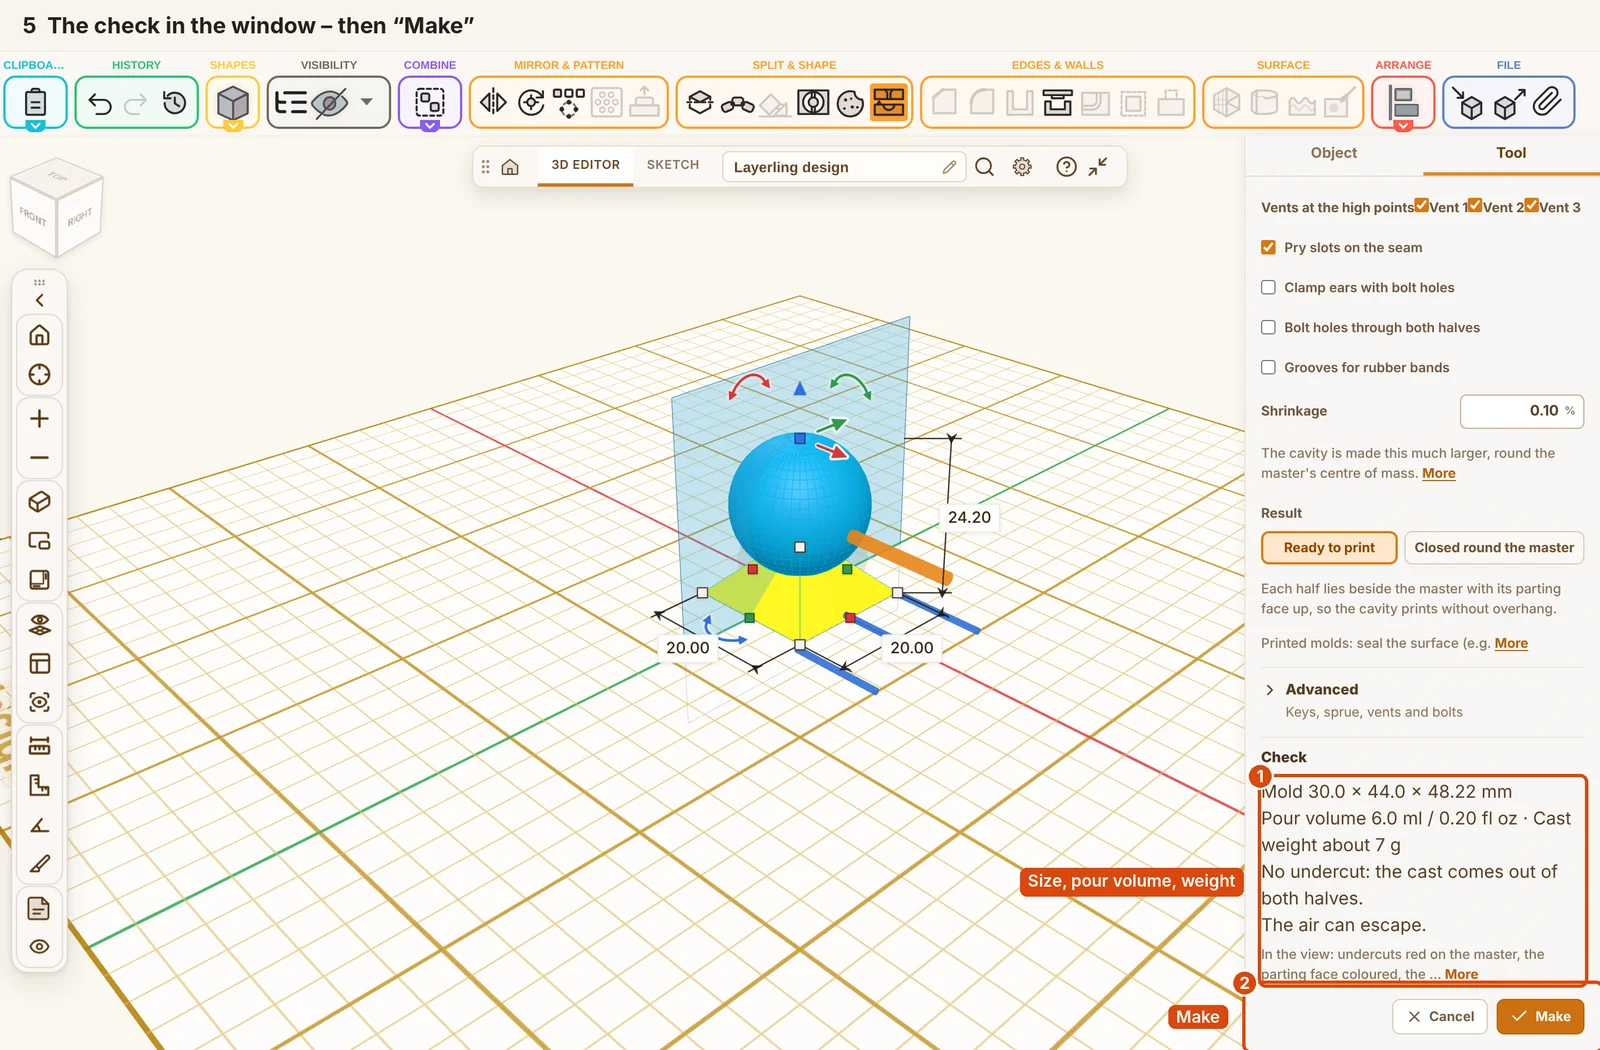 5 The check in the window – then “Make”
CLIPBOA...
HISTORY
SHAPES
VISIBILITY
COMBINE
MIRROR & PATTERN
SPLIT & SHAPE
EDGES & WALLS
SURFACE
ARRANGE
FILE
TOP
FRONT
RIGHT
3D EDITOR
SKETCH
Layerling design
Object
Tool
Vents at the high points Vent 1 Vent 2 Vent 3
Pry slots on the seam
Clamp ears with bolt holes
Bolt holes through both halves
Grooves for rubber bands
Shrinkage
0.10 %
The cavity is made this much larger, round the
master's centre of mass. More
Result
Ready to print
Closed round the master
Each half lies beside the master with its parting
face up, so the cavity prints without overhang.
Printed molds: seal the surface (e.g. More
Advanced
Keys, sprue, vents and bolts
Check
1
Mold 30.0 × 44.0 × 48.22 mm
Pour volume 6.0 ml / 0.20 fl oz · Cast
weight about 7 g
No undercut: the cast comes out of
both halves.
The air can escape.
In the view: undercuts red on the master, the
parting face coloured, the ... More
2
Cancel
Make
24.20
20.00
20.00
Size, pour volume, weight
Make